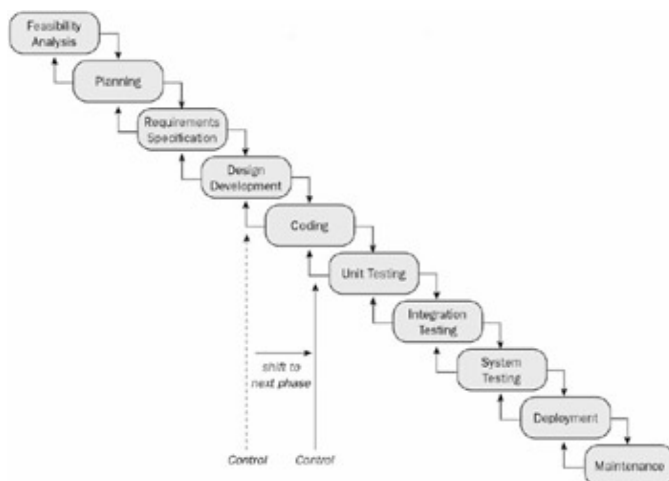 Feasibility
Analysis
Planning
Requirements
Specification
Design
Development
Coding
Unit Testing
Integration
Testing
shift to
next phase
System
Testing
Deployment
Control
Control
Maintenance